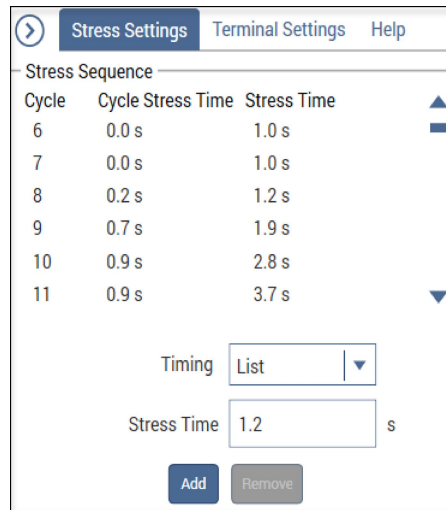 Stress Settings Terminal Settings Help
Stress Sequence
Cycle Cycle Stress Time Stress Time
6 0.0 s 1.0 s
7 0.0 s 1.0 s
8 0.2 s 1.2 s
9 0.7 s 1.9 s
10 0.9 s 2.8 s
11 0.9 s 3.7 s
Timing List
Stress Time 1.2 s
Add Remove